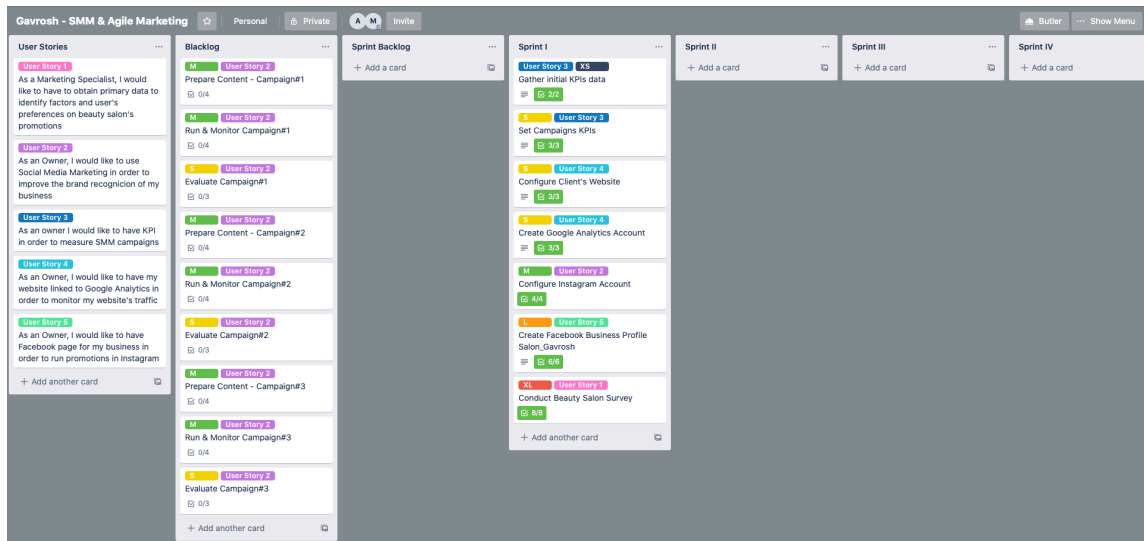 Gavrosh - SMM & Agile Marketing
Personal
Private
A M
Invite
Butler
... Show Menu
User Stories
User Story 1
As a Marketing Specialist, I would
like to have to obtain primary data to
identify factors and user's
preferences on beauty salon's
promotions
User Story 2
As an Owner, I would like to use
Social Media Marketing in order to
improve the brand recognicion of my
business
User Story 3
As an owner I would like to have KPI
in order to measure SMM campaigns
User Story 4
As an Owner, I would like to have my
website linked to Google Analytics in
order to monitor my website's traffic
User Story 5
As an Owner, I would like to have
Facebook page for my business in
order to run promotions in Instagram
+ Add another card
Blacklog
M User Story 2
Prepare Content - Campaign#1
0/4
M User Story 2
Run & Monitor Campaign#1
0/4
S User Story 2
Evaluate Campaign#1
0/3
M User Story 2
Prepare Content - Campaign#2
0/4
M User Story 2
Run & Monitor Campaign#2
0/4
S User Story 2
Evaluate Campaign#2
0/3
M User Story 2
Prepare Content - Campaign#3
0/4
M User Story 2
Run & Monitor Campaign#3
0/4
S User Story 2
Evaluate Campaign#3
0/3
+ Add another card
Sprint Backlog
+ Add a card
Sprint I
User Story 3 XS
Gather initial KPIs data
2/2
S User Story 3
Set Campaigns KPIs
3/3
S User Story 4
Configure Client's Website
3/3
S User Story 4
Create Google Analytics Account
3/3
M User Story 2
Configure Instagram Account
4/4
L User Story 5
Create Facebook Business Profile
Salon_Gavrosh
6/6
XL User Story 1
Conduct Beauty Salon Survey
8/8
+ Add another card
Sprint II
+ Add a card
Sprint III
+ Add a card
Sprint IV
+ Add a card